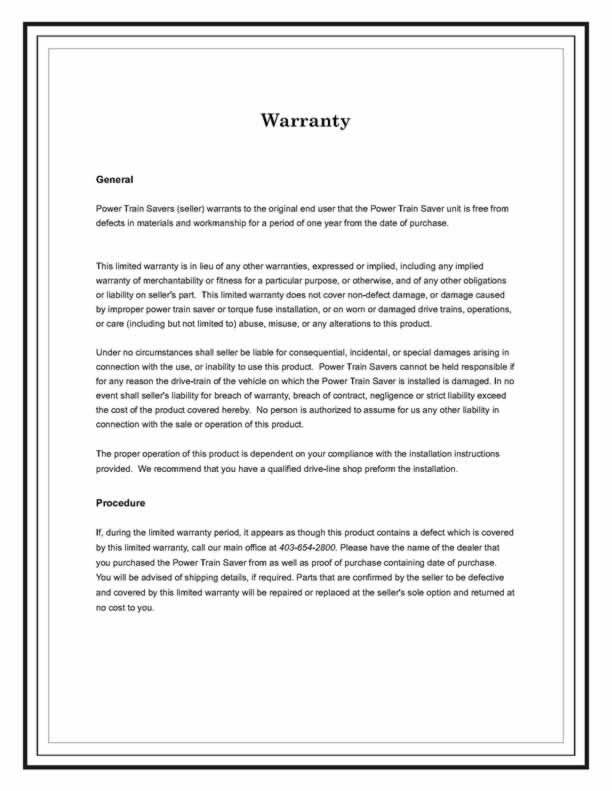 Warranty
General
Power Train Savers (seller) warrants to the original end user that the Power Train Saver unit is free from
defects in materials and workmanship for a period of one year from the date of purchase.
This limited warranty is in lieu of any other warranties, expressed or implied, including any implied
warranty of merchantability or fitness for a particular purpose, or otherwise, and of any other obligations
or liability on seller's part.  This limited warranty does not cover non-defect damage, or damage caused
by improper power train saver or torque fuse installation, or on worn or damaged drive trains, operations,
or care (including but not limited to) abuse, misuse, or any alterations to this product.
Under no circumstances shall seller be liable for consequential, incidental, or special damages arising in
connection with the use, or inability to use this product.  Power Train Savers cannot be held responsible if
for any reason the drive-train of the vehicle on which the Power Train Saver is installed is damaged. In no
event shall seller's liability for breach of warranty, breach of contract, negligence or strict liability exceed
the cost of the product covered hereby.  No person is authorized to assume for us any other liability in
connection with the sale or operation of this product.
The proper operation of this product is dependent on your compliance with the installation instructions
provided.  We recommend that you have a qualified drive-line shop preform the installation.
Procedure
If, during the limited warranty period, it appears as though this product contains a defect which is covered
by this limited warranty, call our main office at 403-654-2800. Please have the name of the dealer that
you purchased the Power Train Saver from as well as proof of purchase containing date of purchase.
You will be advised of shipping details, if required. Parts that are confirmed by the seller to be defective
and covered by this limited warranty will be repaired or replaced at the seller's sole option and returned at
no cost to you.